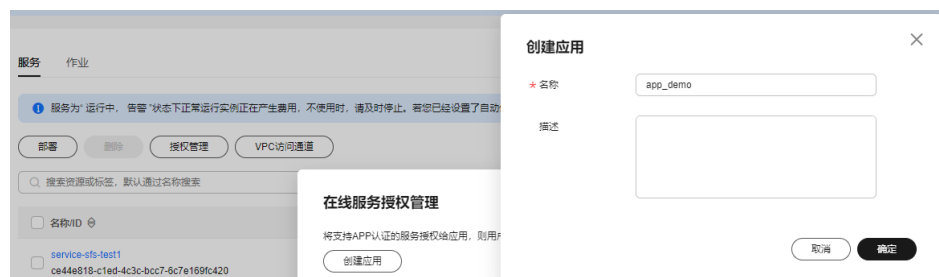 服务 作业
服务为“运行中，告警”状态下正常运行实例正在产生费用，不使用时，请及时停止。若您已经设置了自动
部署 删除 授权管理 VPC访问通道
搜索资源或标签，默认通过名称搜索
名称/ID
service-sfs-test1
ce44e818-c1ed-4c3c-bcc7-6c7e169fc420
在线服务授权管理
将支持APP认证的服务授权给应用，则用户
创建应用
创建应用
* 名称 app_demo
描述
取消 确定